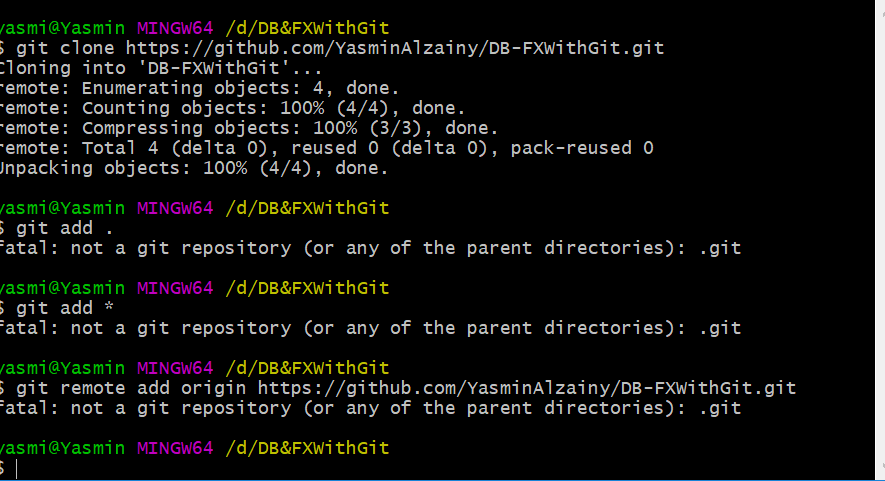 yasmi@Yasmin MINGW64 /d/DB&FXWithGit
$ git clone https://github.com/YasminAlzainy/DB-FXWithGit.git
Cloning into 'DB-FXWithGit'...
remote: Enumerating objects: 4, done.
remote: Counting objects: 100% (4/4), done.
remote: Compressing objects: 100% (3/3), done.
remote: Total 4 (delta 0), reused 0 (delta 0), pack-reused 0
Unpacking objects: 100% (4/4), done.
yasmi@Yasmin MINGW64 /d/DB&FXWithGit
$ git add .
fatal: not a git repository (or any of the parent directories): .git
yasmi@Yasmin MINGW64 /d/DB&FXWithGit
$ git add *
fatal: not a git repository (or any of the parent directories): .git
yasmi@Yasmin MINGW64 /d/DB&FXWithGit
$ git remote add origin https://github.com/YasminAlzainy/DB-FXWithGit.git
fatal: not a git repository (or any of the parent directories): .git
yasmi@Yasmin MINGW64 /d/DB&FXWithGit
$